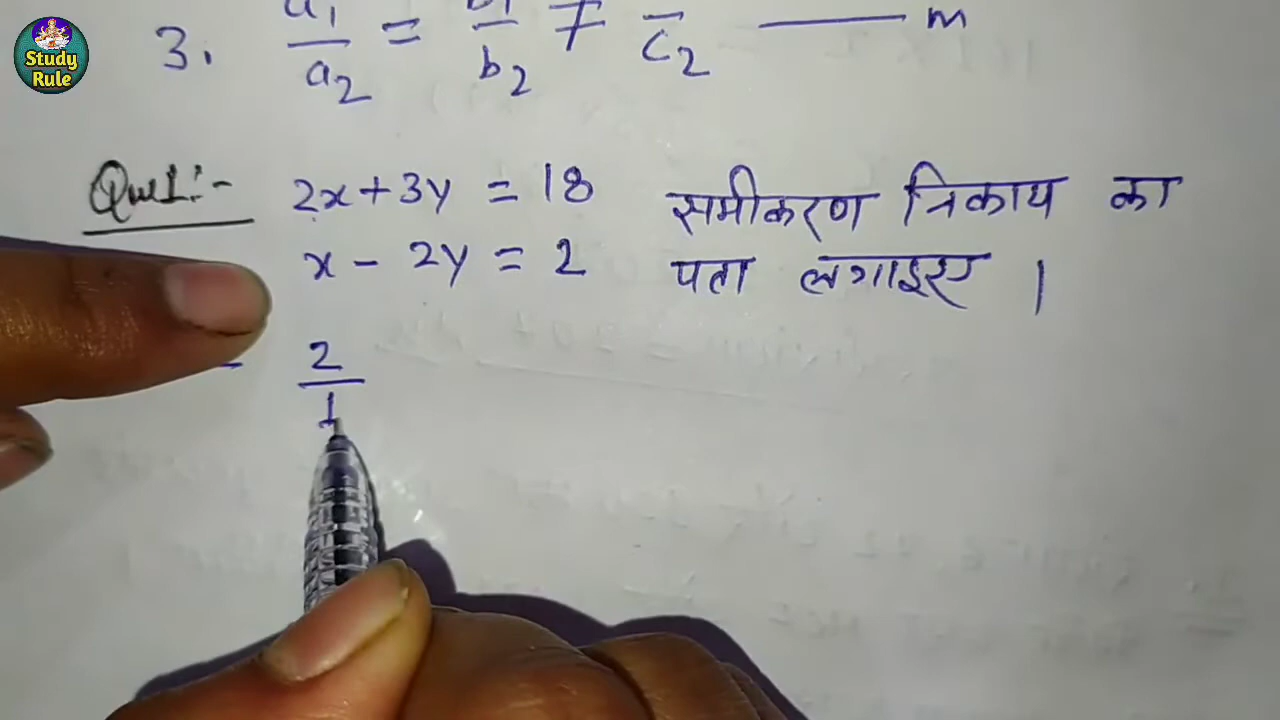 Study
Rule
3. a1/a2 = b1/b2 ≠ /c2 — m
Que1:- 2x+3y = 18 समीकरण त्रिकाय का
x - 2y = 2 पता लगाइए ।
- 2/1